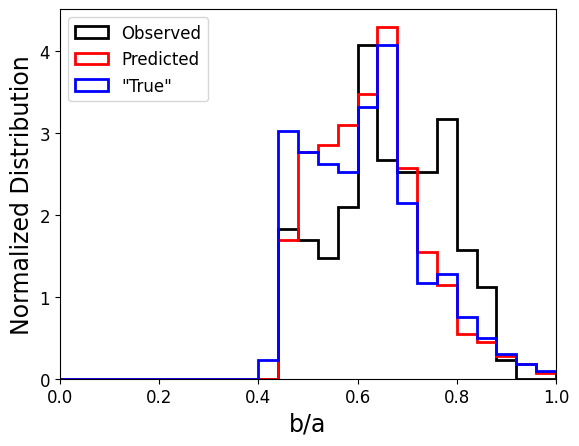 Observed
Predicted
"True"
Normalized Distribution
4
3
2
1
0
0.0 0.2 0.4 0.6 0.8 1.0
b/a